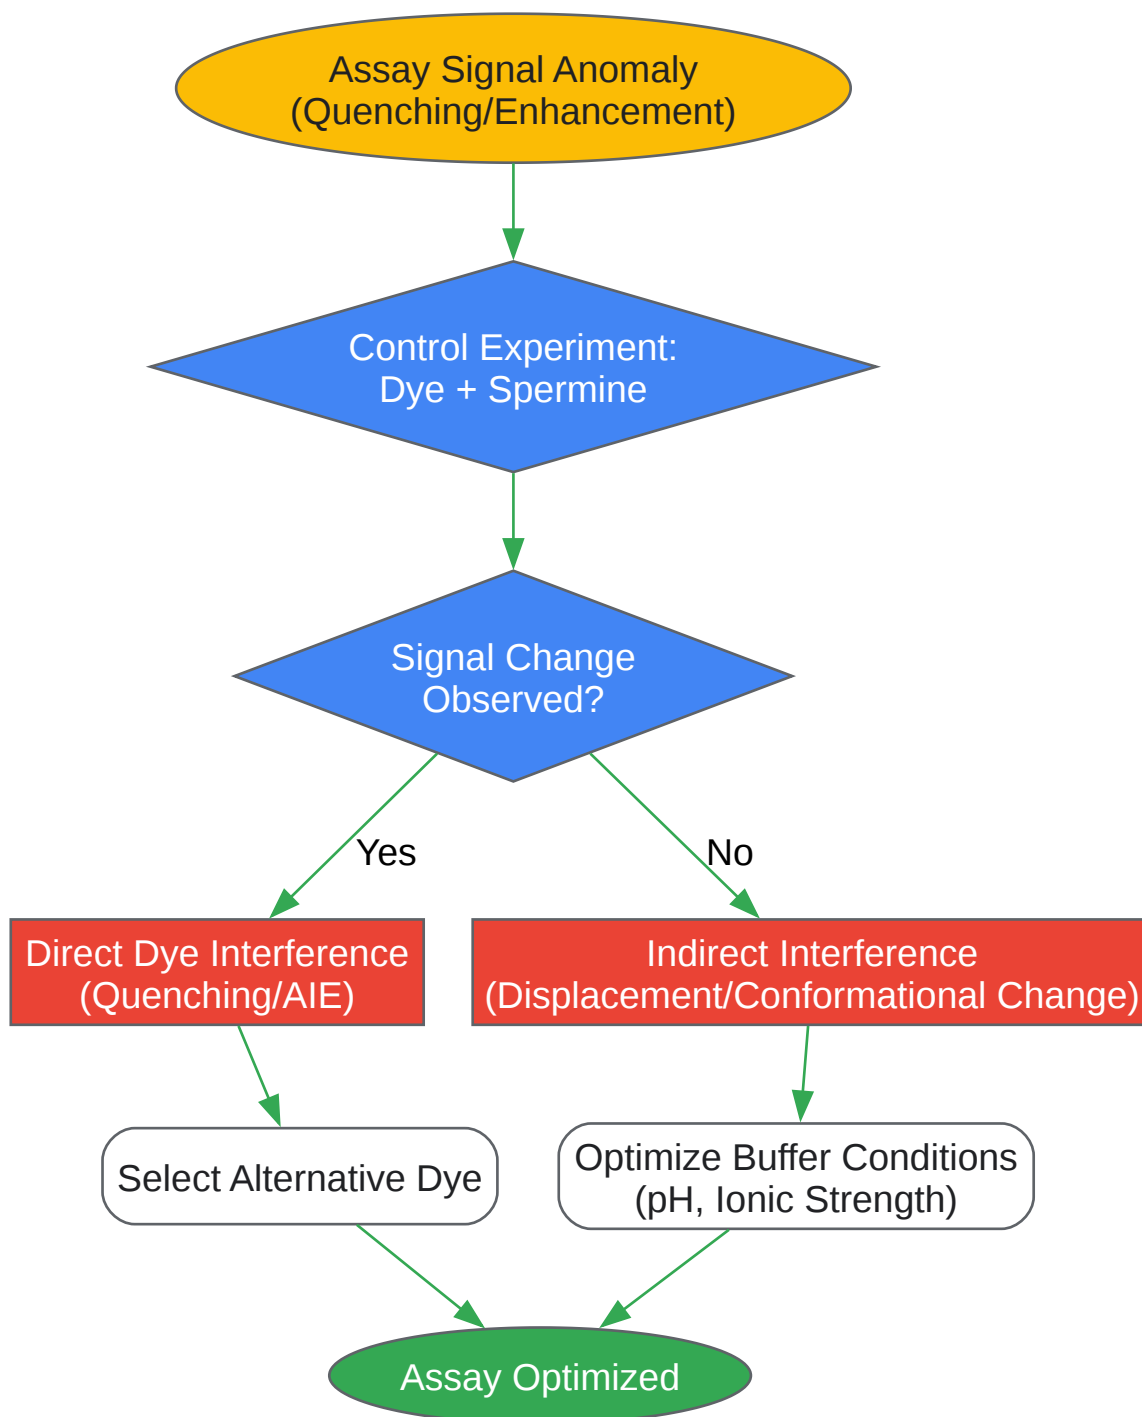 Assay Signal Anomaly
(Quenching/Enhancement)
Control Experiment:
Dye + Spermine
Signal Change
Observed?
Yes
No
Direct Dye Interference
(Quenching/AIE)
Indirect Interference
(Displacement/Conformational Change)
Select Alternative Dye
Optimize Buffer Conditions
(pH, Ionic Strength)
Assay Optimized